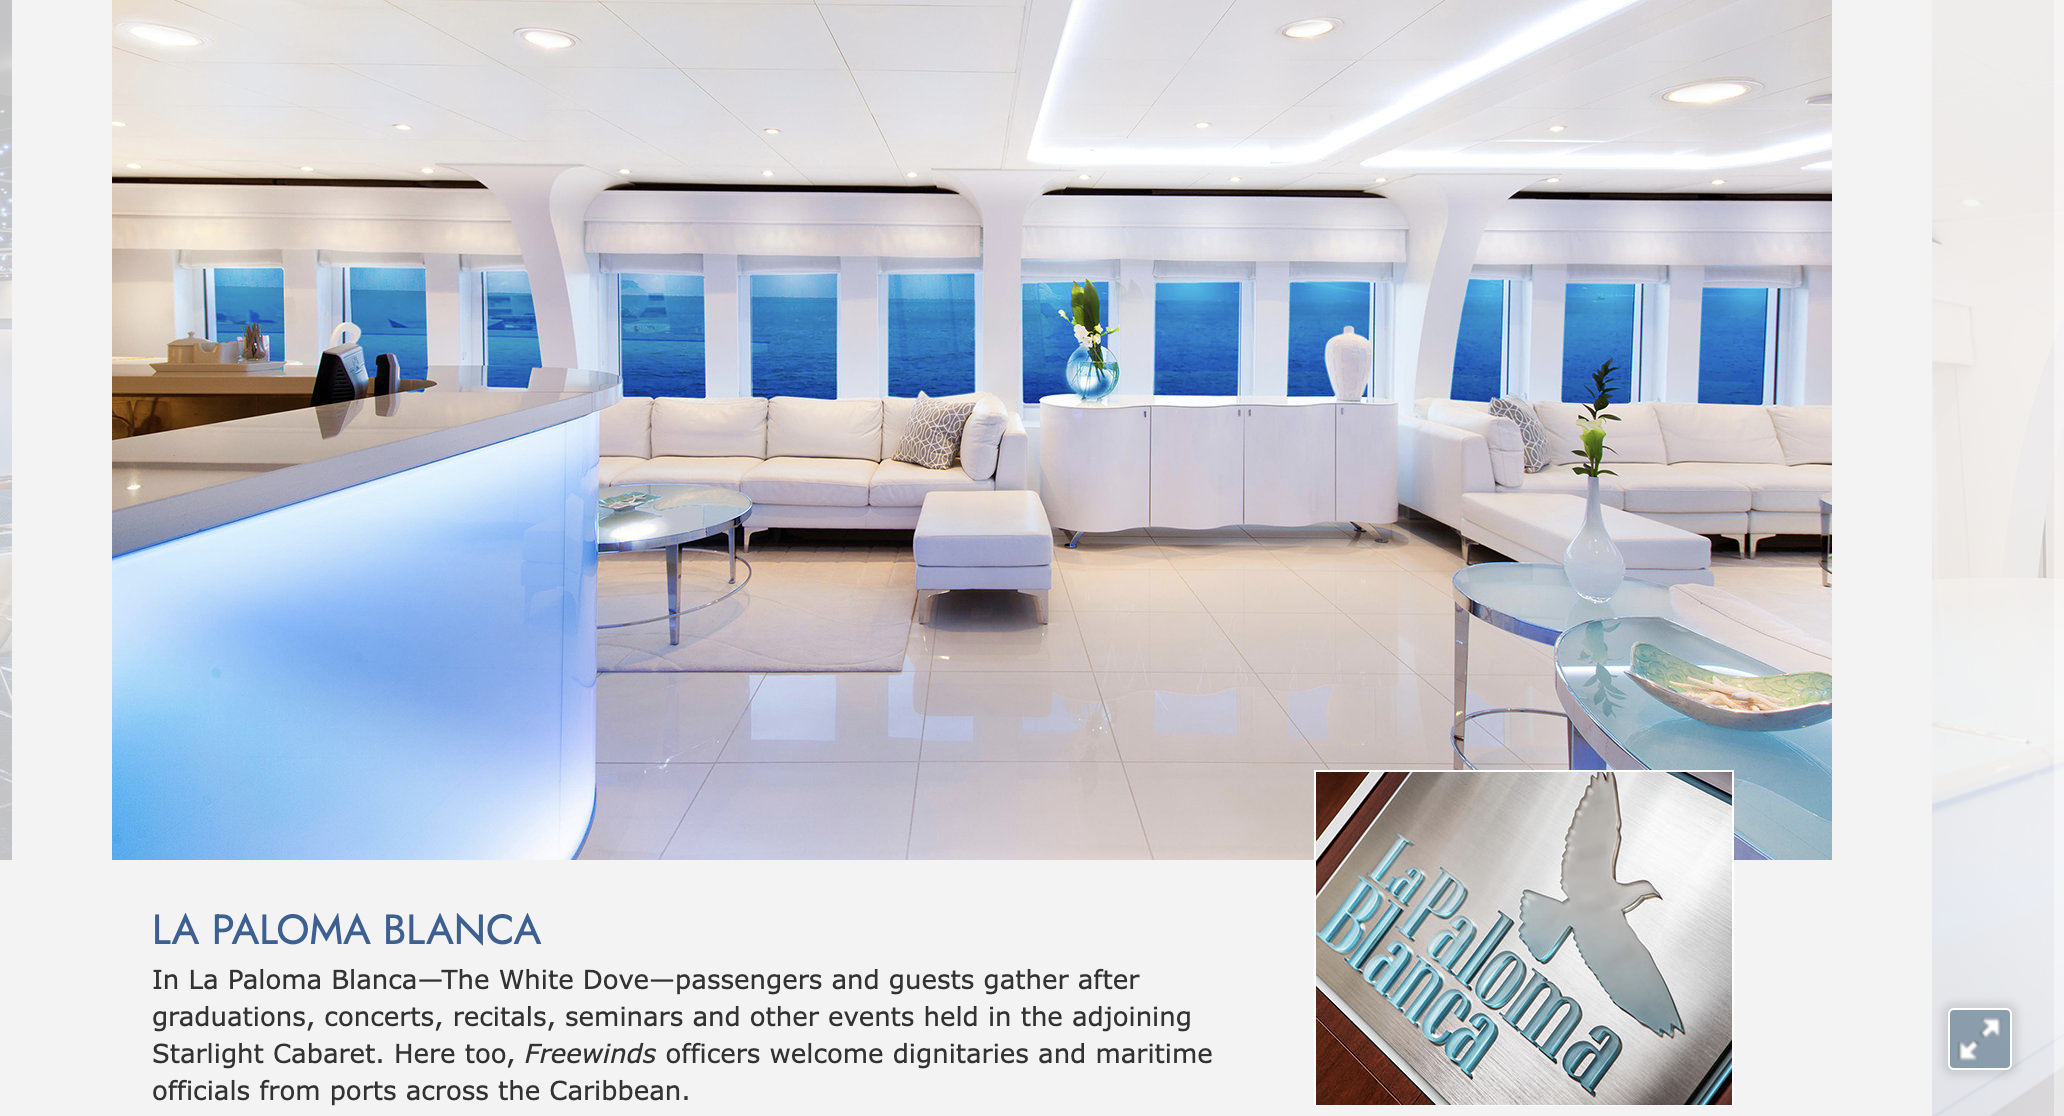 LA PALOMA BLANCA
In La Paloma Blanca—The White Dove—passengers and guests gather after
graduations, concerts, recitals, seminars and other events held in the adjoining
Starlight Cabaret. Here too, Freewinds officers welcome dignitaries and maritime
officials from ports across the Caribbean.
La Paloma
Blanca